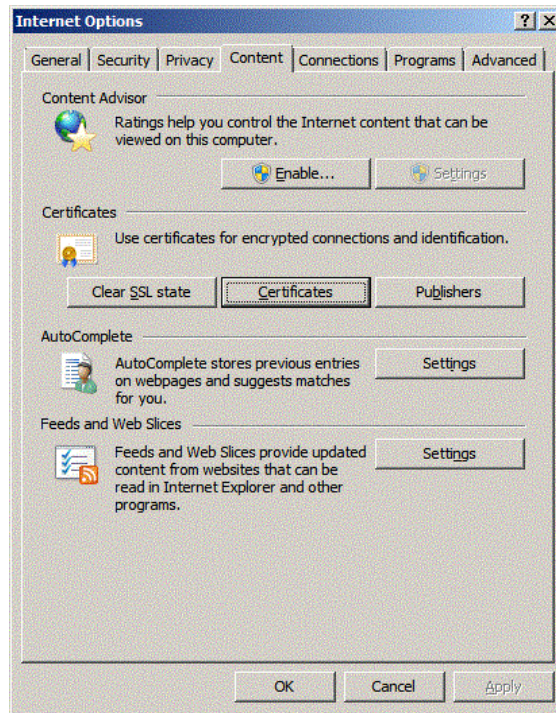 Internet Options
General Security Privacy Content Connections Programs Advanced
Content Advisor
Ratings help you control the Internet content that can be
viewed on this computer.
Enable... Settings
Certificates
Use certificates for encrypted connections and identification.
Clear SSL state Certificates Publishers
AutoComplete
AutoComplete stores previous entries
on webpages and suggests matches
for you.
Settings
Feeds and Web Slices
Feeds and Web Slices provide updated
content from websites that can be
read in Internet Explorer and other
programs.
Settings
OK Cancel Apply